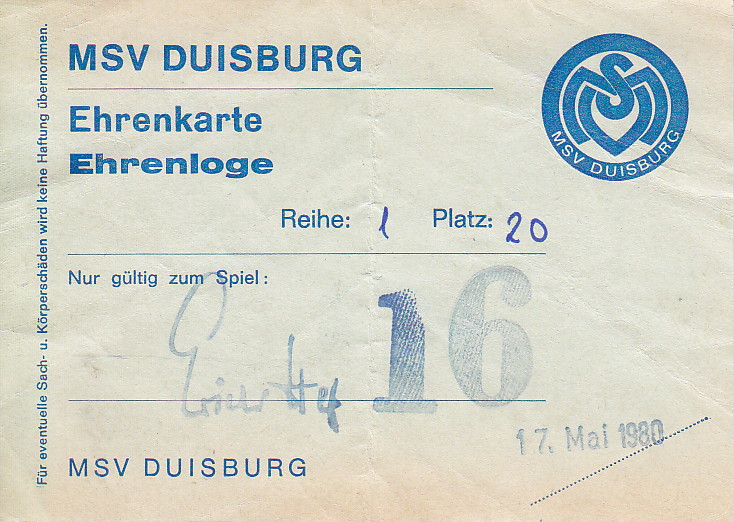 MSV DUISBURG
Ehrenkarte
Ehrenloge
MSV DUISBURG
Reihe: 1 Platz: 20
Nur gültig zum Spiel:
16
17. Mai 1980
MSV DUISBURG
Für eventuelle Sach- u. Körperschäden wird keine Haftung übernommen.